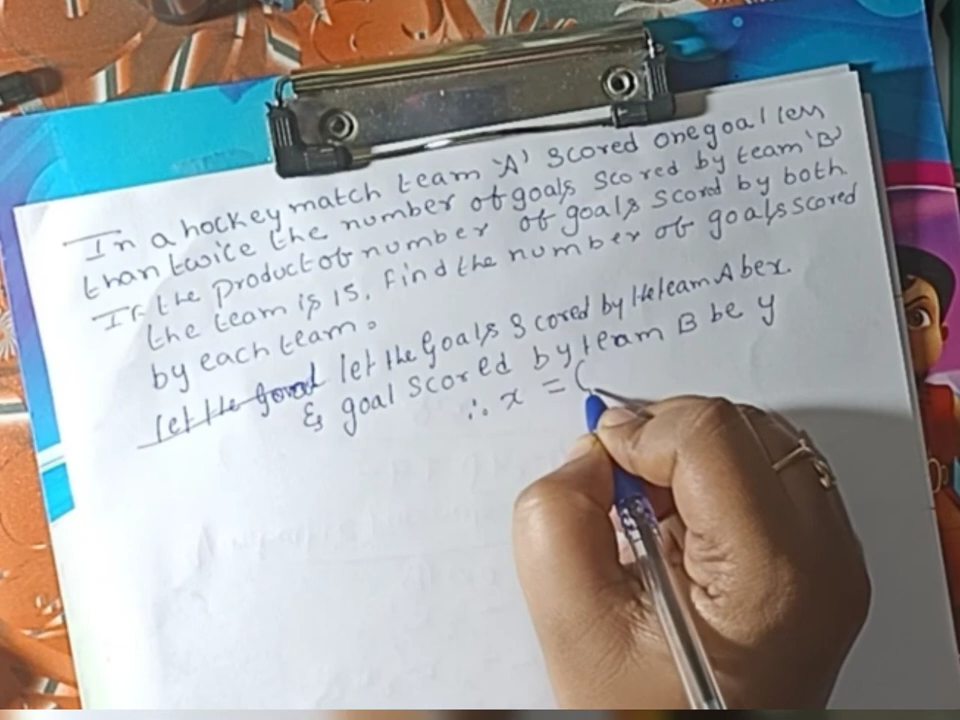 In a hockey match team 'A' scored one goal less
than twice the number of goals scored by team 'B'
If the product of number of goals scored by both
the team is 15. Find the number of goals scored
by each team.
let the let the Goals Scored by the team A be x.
& goal scored by team B be y
∴ x = (